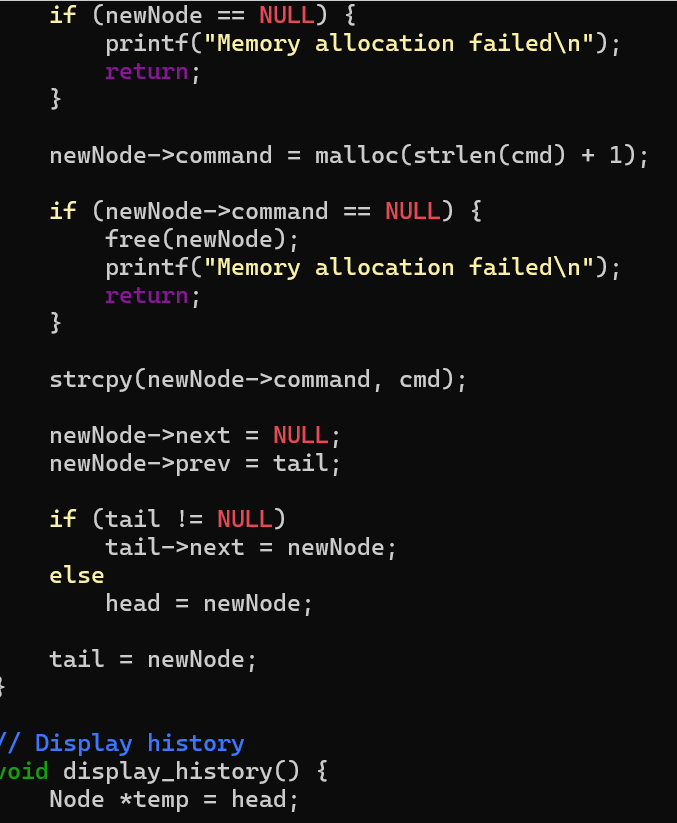 if (newNode == NULL) {
printf("Memory allocation failed\n");
return;
}
newNode->command = malloc(strlen(cmd) + 1);
if (newNode->command == NULL) {
free(newNode);
printf("Memory allocation failed\n");
return;
}
strcpy(newNode->command, cmd);
newNode->next = NULL;
newNode->prev = tail;
if (tail != NULL)
tail->next = newNode;
else
head = newNode;
tail = newNode;
}
// Display history
void display_history() {
Node *temp = head;